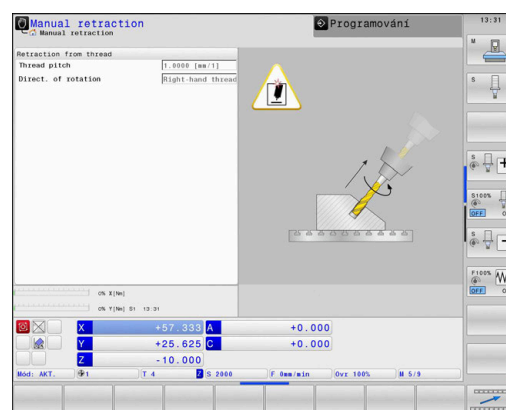 Manual retraction
Manual retraction
Programování
13:31
Retraction from thread
Thread pitch 1.0000 [mm/1]
Direct. of rotation Right-hand thread
M
S
S
S100%
OFF
S
F100%
OFF
0% X[Nm]
0% Y[Nm] S1 13:31
X +57.333 A +0.000
Y +25.625 C +0.000
Z -10.000
Mód: AKT. 1 T 4 Z S 2000 F 0mm/min Ovr 100% M 5/9